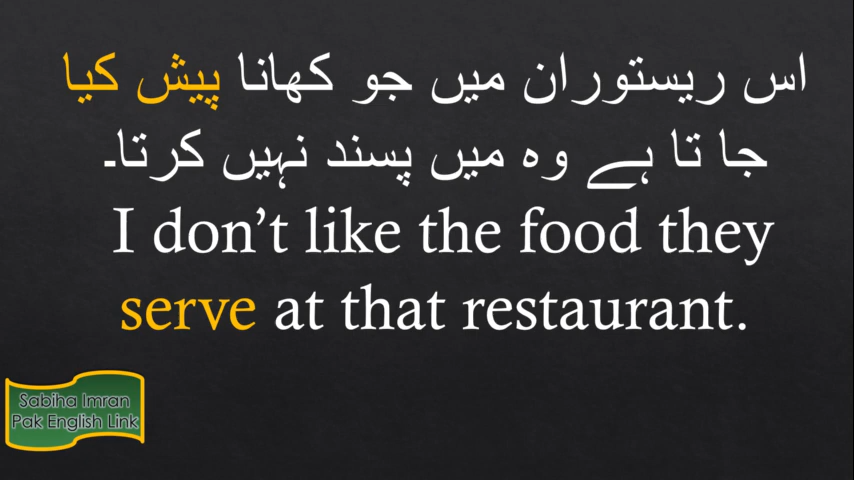 اس ریستوران میں جو کھانا پیش کیا
جا تا ہے وہ میں پسند نہیں کرتا۔
I don’t like the food they
serve at that restaurant.
Sabiha Imran
Pak English Link